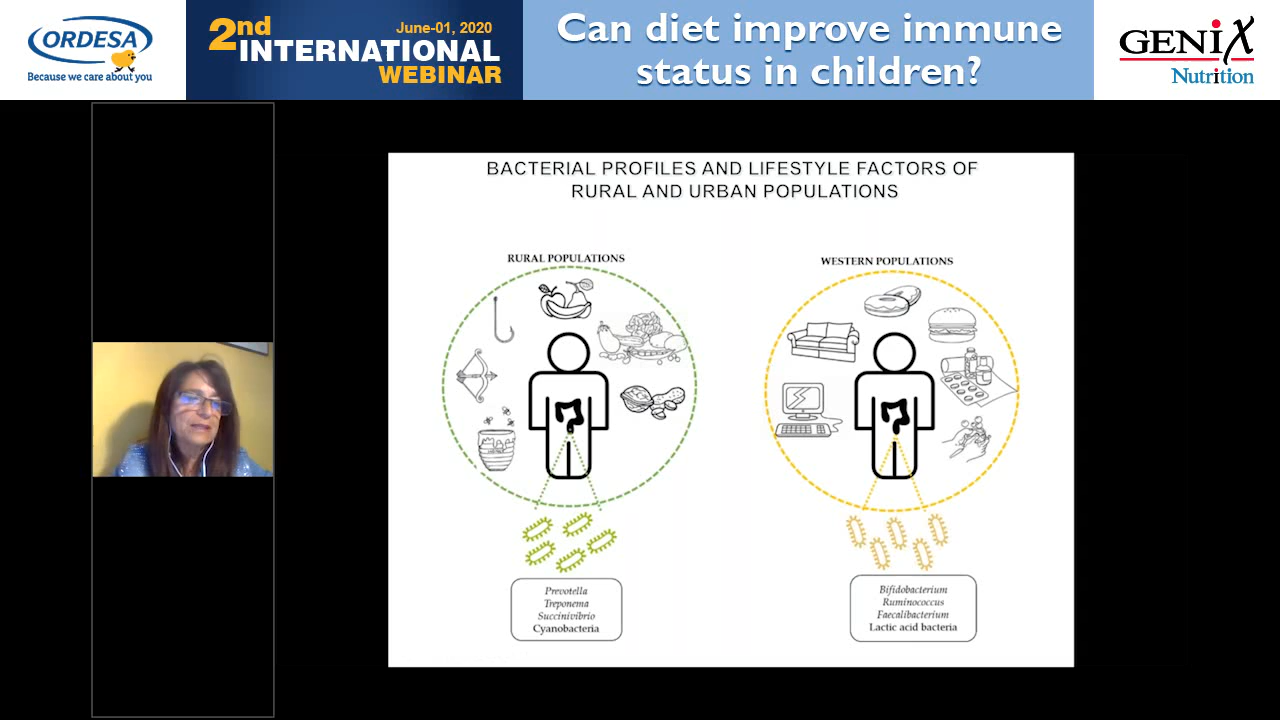 ORDESA
Because we care about you
2nd
June-01, 2020
INTERNATIONAL
WEBINAR
Can diet improve immune
status in children?
GENiX
Nutrition
BACTERIAL PROFILES AND LIFESTYLE FACTORS OF
RURAL AND URBAN POPULATIONS
RURAL POPULATIONS
WESTERN POPULATIONS
Prevotella
Treponema
Succinivibrio
Cyanobacteria
Bifidobacterium
Ruminococcus
Faecalibacterium
Lactic acid bacteria